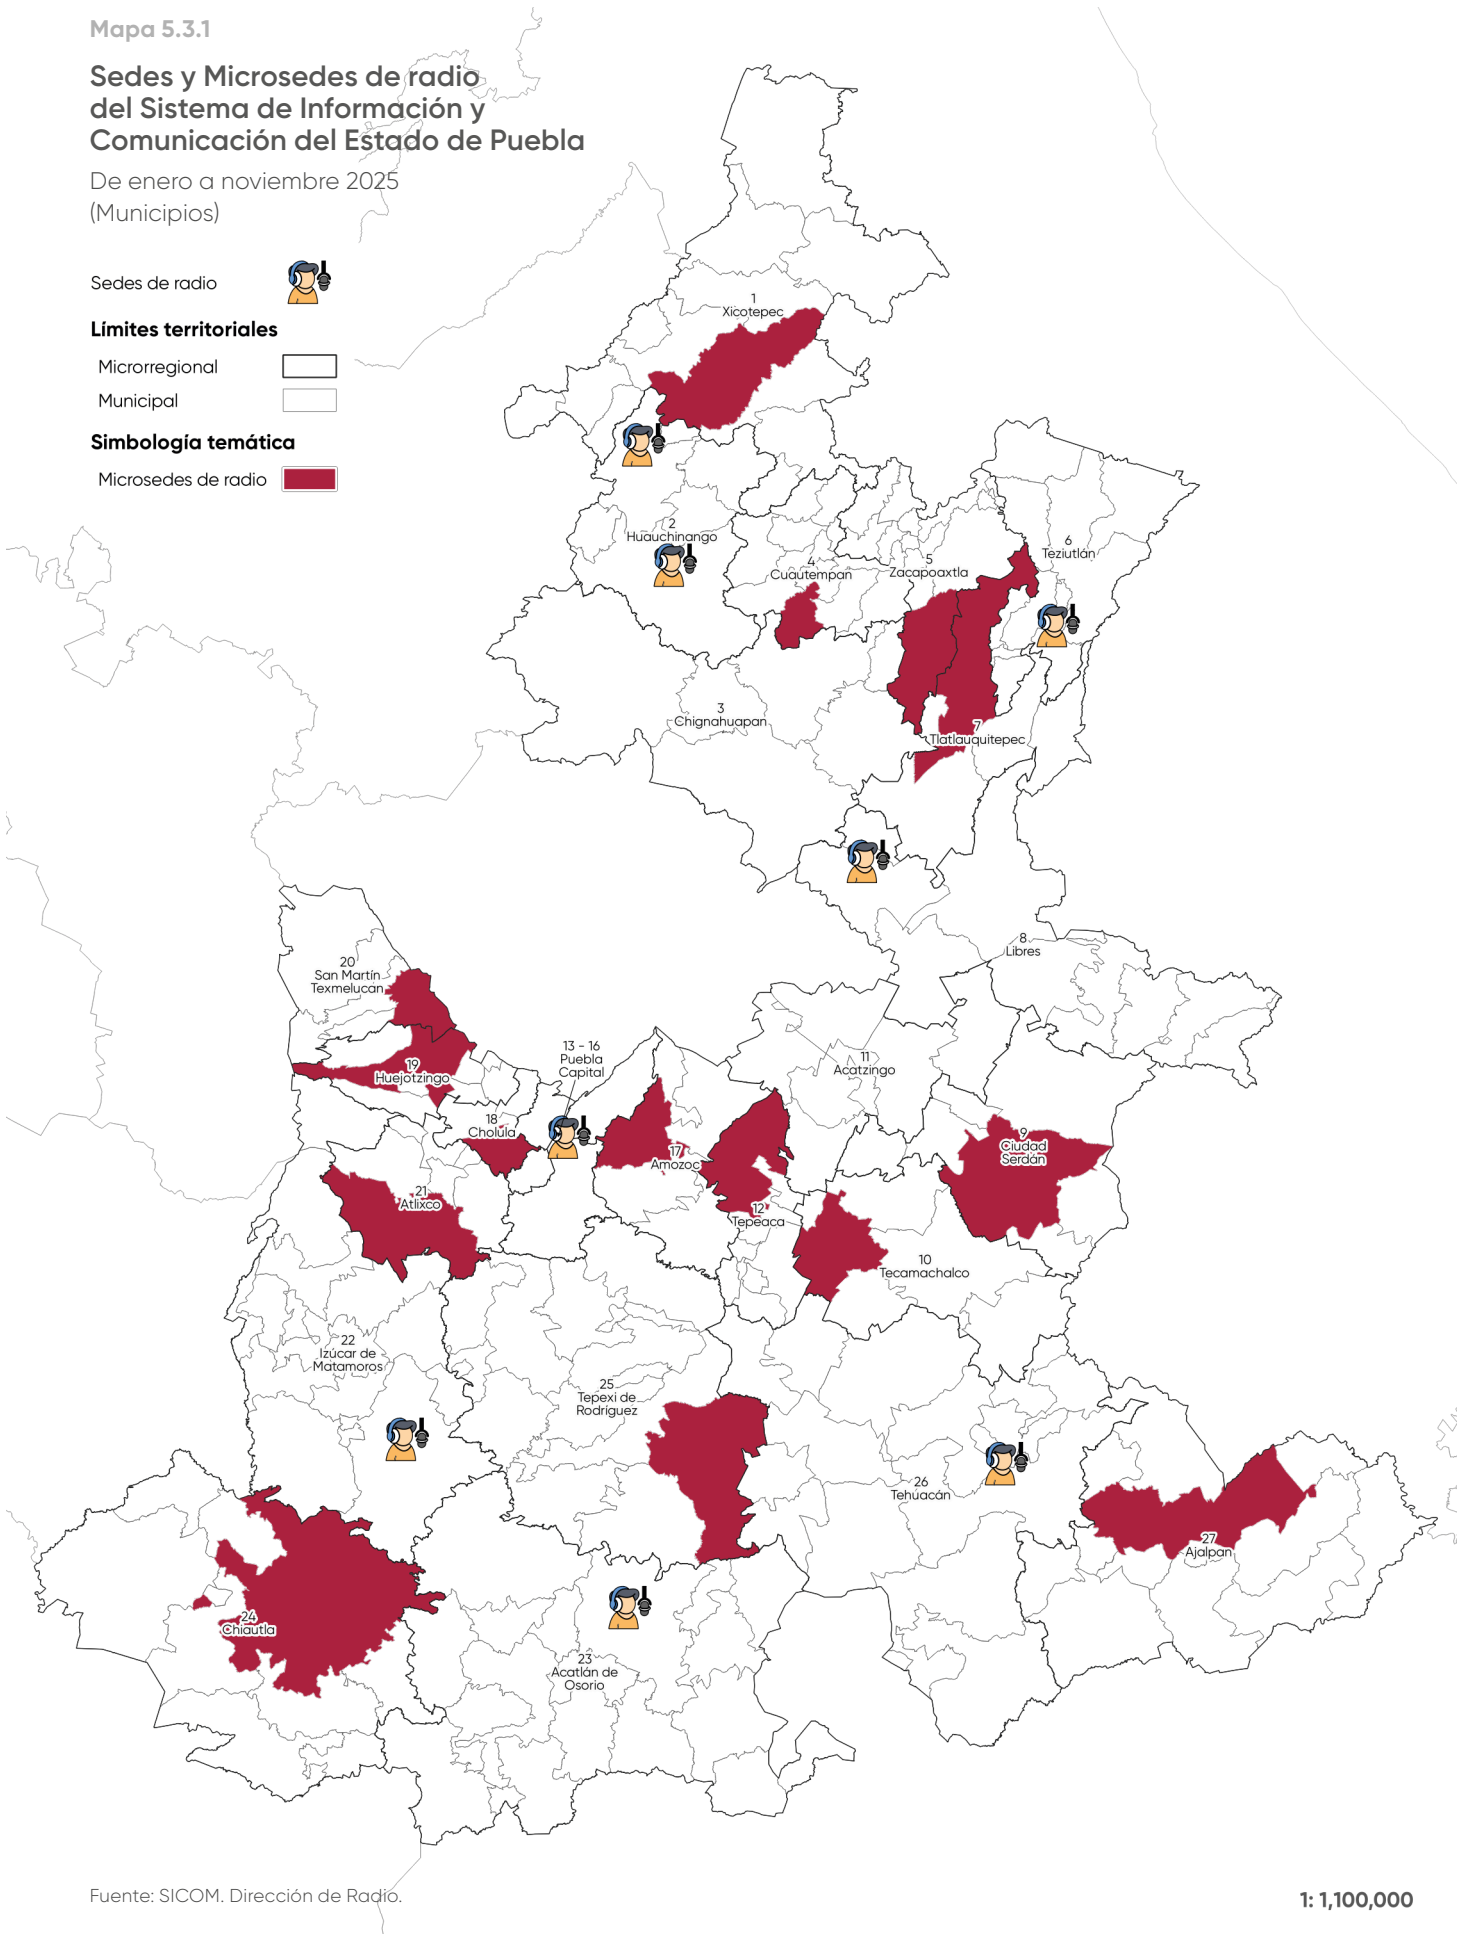 Mapa 5.3.1
Sedes y Microsedes de radio
del Sistema de Información y
Comunicación del Estado de Puebla
De enero a noviembre 2025
(Municipios)
Sedes de radio
Límites territoriales
Microrregional
Municipal
Simbología temática
Microsedes de radio
1
Xicotepec
2
Huauchinango
3
Chignahuapan
4
Cuautempan
5
Zacapoaxtla
6
Teziutlán
7
Tlatlauquitepec
8
Libres
20
San Martín
Texmelucan
19
Huejotzingo
18
Cholula
13 - 16
Puebla
Capital
11
Acatzingo
17
Amozoc
12
Tepeaca
9
Ciudad
Serdán
10
Tecamachalco
21
Atlixco
22
Izúcar de
Matamoros
25
Tepexi de
Rodríguez
26
Tehuacán
27
Ajalpan
24
Chiautla
23
Acatlán de
Osorio
Fuente: SICOM. Dirección de Radio.
1: 1,100,000